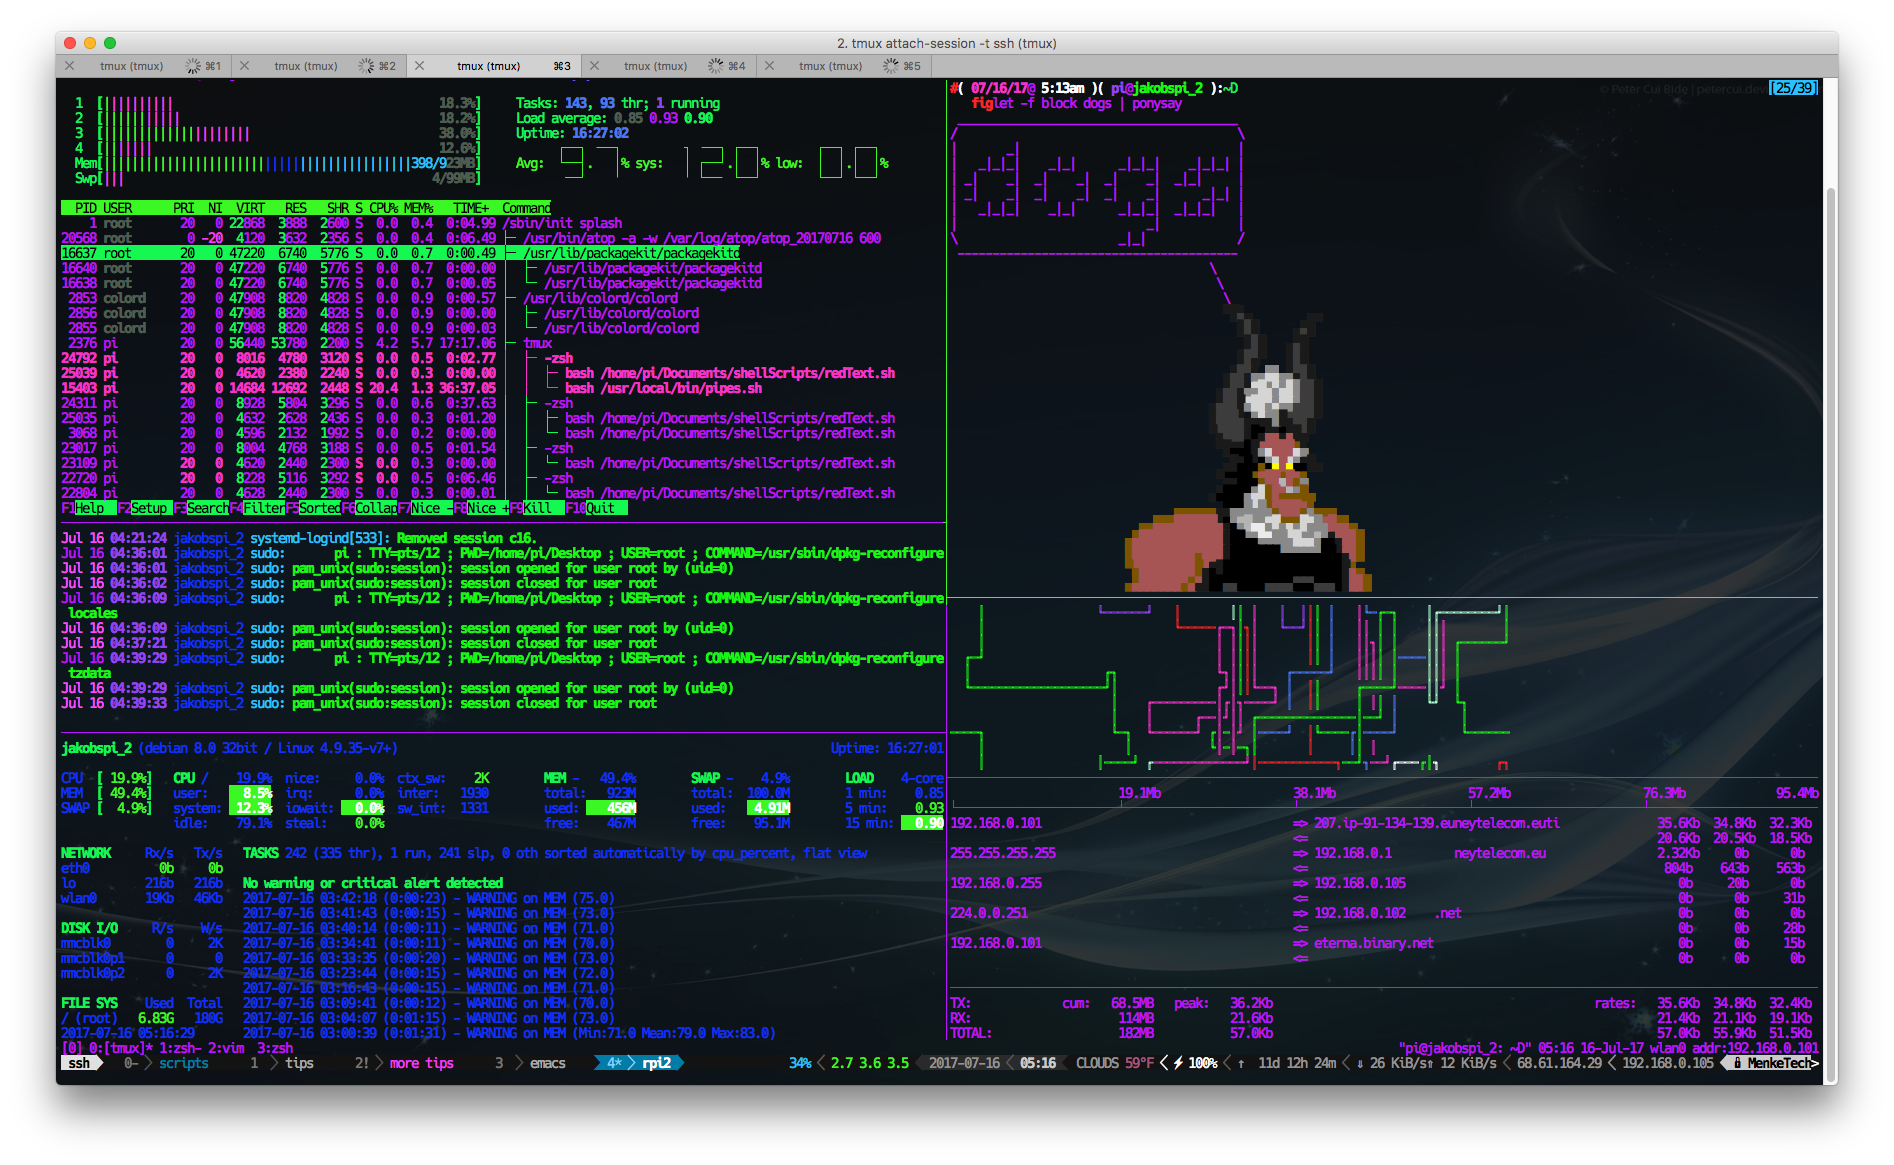 2. tmux attach-session -t ssh (tmux)
tmux (tmux) ⌘1 tmux (tmux) ⌘2 tmux (tmux) ⌘3 tmux (tmux) ⌘4 tmux (tmux) ⌘5
1 [|||||||||| 18.3%] Tasks: 143, 93 thr; 1 running
2 [||||||||||| 18.2%] Load average: 0.85 0.93 0.90
3 [||||||||||||||||||||| 38.0%] Uptime: 16:27:02
4 [||||||| 12.6%]
Mem[||||||||||||||||||||||||||||||||||||||||||||398/923MB] Avg: 9.7% sys: 12.0% low: 0.0%
Swp[||| 4/99MB]
PID USER PRI NI VIRT RES SHR S CPU% MEM% TIME+ Command
1 root 20 0 22868 3888 2600 S 0.0 0.4 0:04.99 /sbin/init splash
20568 root 0 -20 4120 3632 2356 S 0.0 0.4 0:06.49 ├─ /usr/bin/atop -a -w /var/log/atop/atop_20170716 600
16637 root 20 0 47220 6740 5776 S 0.0 0.7 0:00.49 ├─ /usr/lib/packagekit/packagekitd
16640 root 20 0 47220 6740 5776 S 0.0 0.7 0:00.00 │ ├─ /usr/lib/packagekit/packagekitd
16638 root 20 0 47220 6740 5776 S 0.0 0.7 0:00.05 │ └─ /usr/lib/packagekit/packagekitd
2853 colord 20 0 47908 8820 4828 S 0.0 0.9 0:00.57 ├─ /usr/lib/colord/colord
2856 colord 20 0 47908 8820 4828 S 0.0 0.9 0:00.00 │ ├─ /usr/lib/colord/colord
2855 colord 20 0 47908 8820 4828 S 0.0 0.9 0:00.03 │ └─ /usr/lib/colord/colord
2376 pi 20 0 56440 53780 2200 S 4.2 5.7 17:17.06 ├─ tmux
24792 pi 20 0 8016 4780 3120 S 0.0 0.5 0:02.77 │ ├─ -zsh
25039 pi 20 0 4620 2380 2240 S 0.0 0.3 0:00.00 │ │ ├─ bash /home/pi/Documents/shellScripts/redText.sh
15403 pi 20 0 14684 12692 2448 S 20.4 1.3 36:37.05 │ │ └─ bash /usr/local/bin/pipes.sh
24311 pi 20 0 8928 5804 3296 S 0.0 0.6 0:37.63 │ ├─ -zsh
25035 pi 20 0 4632 2628 2436 S 0.0 0.3 0:01.20 │ │ ├─ bash /home/pi/Documents/shellScripts/redText.sh
3068 pi 20 0 4596 2132 1992 S 0.0 0.2 0:00.00 │ │ └─ bash /home/pi/Documents/shellScripts/redText.sh
23017 pi 20 0 8004 4768 3188 S 0.0 0.5 0:01.54 │ ├─ -zsh
23109 pi 20 0 4620 2440 2300 S 0.0 0.3 0:00.00 │ │ └─ bash /home/pi/Documents/shellScripts/redText.sh
22720 pi 20 0 8228 5116 3292 S 0.0 0.5 0:06.46 │ ├─ -zsh
22804 pi 20 0 4628 2440 2300 S 0.0 0.3 0:00.01 │ │ └─ bash /home/pi/Documents/shellScripts/redText.sh
F1Help F2Setup F3SearchF4FilterF5SortedF6CollapF7Nice -F8Nice +F9Kill F10Quit
Jul 16 04:21:24 jakobspi_2 systemd-logind[533]: Removed session c16.
Jul 16 04:36:01 jakobspi_2 sudo: pi : TTY=pts/12 ; PWD=/home/pi/Desktop ; USER=root ; COMMAND=/usr/sbin/dpkg-reconfigure
Jul 16 04:36:01 jakobspi_2 sudo: pam_unix(sudo:session): session opened for user root by (uid=0)
Jul 16 04:36:02 jakobspi_2 sudo: pam_unix(sudo:session): session closed for user root
Jul 16 04:36:09 jakobspi_2 sudo: pi : TTY=pts/12 ; PWD=/home/pi/Desktop ; USER=root ; COMMAND=/usr/sbin/dpkg-reconfigure
locales
Jul 16 04:36:09 jakobspi_2 sudo: pam_unix(sudo:session): session opened for user root by (uid=0)
Jul 16 04:37:21 jakobspi_2 sudo: pam_unix(sudo:session): session closed for user root
Jul 16 04:39:29 jakobspi_2 sudo: pi : TTY=pts/12 ; PWD=/home/pi/Desktop ; USER=root ; COMMAND=/usr/sbin/dpkg-reconfigure
tzdata
Jul 16 04:39:29 jakobspi_2 sudo: pam_unix(sudo:session): session opened for user root by (uid=0)
Jul 16 04:39:33 jakobspi_2 sudo: pam_unix(sudo:session): session closed for user root
jakobspi_2 (debian 8.0 32bit / Linux 4.9.35-v7+) Uptime: 16:27:01
CPU [ 19.9%] CPU / 19.9% nice: 0.0% ctx_sw: 2K MEM - 49.4% SWAP - 4.9% LOAD 4-core
MEM [ 49.4%] user: 8.5% irq: 0.0% inter: 1930 total: 923M total: 100.0M 1 min: 0.85
SWAP [ 4.9%] system: 12.3% iowait: 0.0% sw_int: 1331 used: 456M used: 4.91M 5 min: 0.93
idle: 79.1% steal: 0.0% free: 467M free: 95.1M 15 min: 0.90
NETWORK Rx/s Tx/s TASKS 242 (335 thr), 1 run, 241 slp, 0 oth sorted automatically by cpu_percent, flat view
eth0 0b 0b
lo 216b 216b No warning or critical alert detected
wlan0 19Kb 46Kb 2017-07-16 03:42:18 (0:00:23) - WARNING on MEM (75.0)
2017-07-16 03:41:43 (0:00:15) - WARNING on MEM (73.0)
DISK I/O R/s W/s 2017-07-16 03:40:14 (0:00:11) - WARNING on MEM (71.0)
mmcblk0 0 2K 2017-07-16 03:34:41 (0:00:11) - WARNING on MEM (70.0)
mmcblk0p1 0 0 2017-07-16 03:33:35 (0:00:20) - WARNING on MEM (73.0)
mmcblk0p2 0 2K 2017-07-16 03:23:44 (0:00:15) - WARNING on MEM (72.0)
2017-07-16 03:16:43 (0:00:15) - WARNING on MEM (71.0)
FILE SYS Used Total 2017-07-16 03:09:41 (0:00:12) - WARNING on MEM (70.0)
/ (root) 6.83G 180G 2017-07-16 03:04:07 (0:01:15) - WARNING on MEM (73.0)
2017-07-16 05:16:29 2017-07-16 03:00:39 (0:01:31) - WARNING on MEM (Min:71.0 Mean:79.0 Max:83.0)
#( 07/16/17@ 5:13am )( pi@jakobspi_2 ):~D [25/39]
© Peter Cui Bide | petercui.dev
figlet -f block dogs | ponysay
dogs
19.1Mb 38.1Mb 57.2Mb 76.3Mb 95.4Mb
192.168.0.101 => 207.ip-91-134-139.euneytelecom.euti 35.6Kb 34.8Kb 32.3Kb
<= 20.6Kb 20.5Kb 18.5Kb
255.255.255.255 => 192.168.0.1 neytelecom.eu 2.32Kb 0b 0b
<= 804b 643b 563b
192.168.0.255 => 192.168.0.105 0b 20b 0b
<= 0b 0b 31b
224.0.0.251 => 192.168.0.102 .net 0b 0b 0b
<= 0b 0b 28b
192.168.0.101 => eterna.binary.net 0b 0b 15b
<= 0b 0b 0b
TX: cum: 68.5MB peak: 36.2Kb rates: 35.6Kb 34.8Kb 32.4Kb
RX: 114MB 21.6Kb 21.4Kb 21.1Kb 19.1Kb
TOTAL: 182MB 57.0Kb 57.0Kb 55.9Kb 51.5Kb
[0] 0:[tmux]* 1:zsh- 2:vim 3:zsh "pi@jakobspi_2: ~D" 05:16 16-Jul-17 wlan0 addr:192.168.0.101
ssh 0- scripts 1 tips 2! more tips 3 emacs 4* rpi2 34% 2.7 3.6 3.5 2017-07-16 05:16 CLOUDS 59°F ⚡ 100% ↑ 11d 12h 24m ⇓ 26 KiB/s⇑ 12 KiB/s 68.61.164.29 192.168.0.105 MenkeTech>